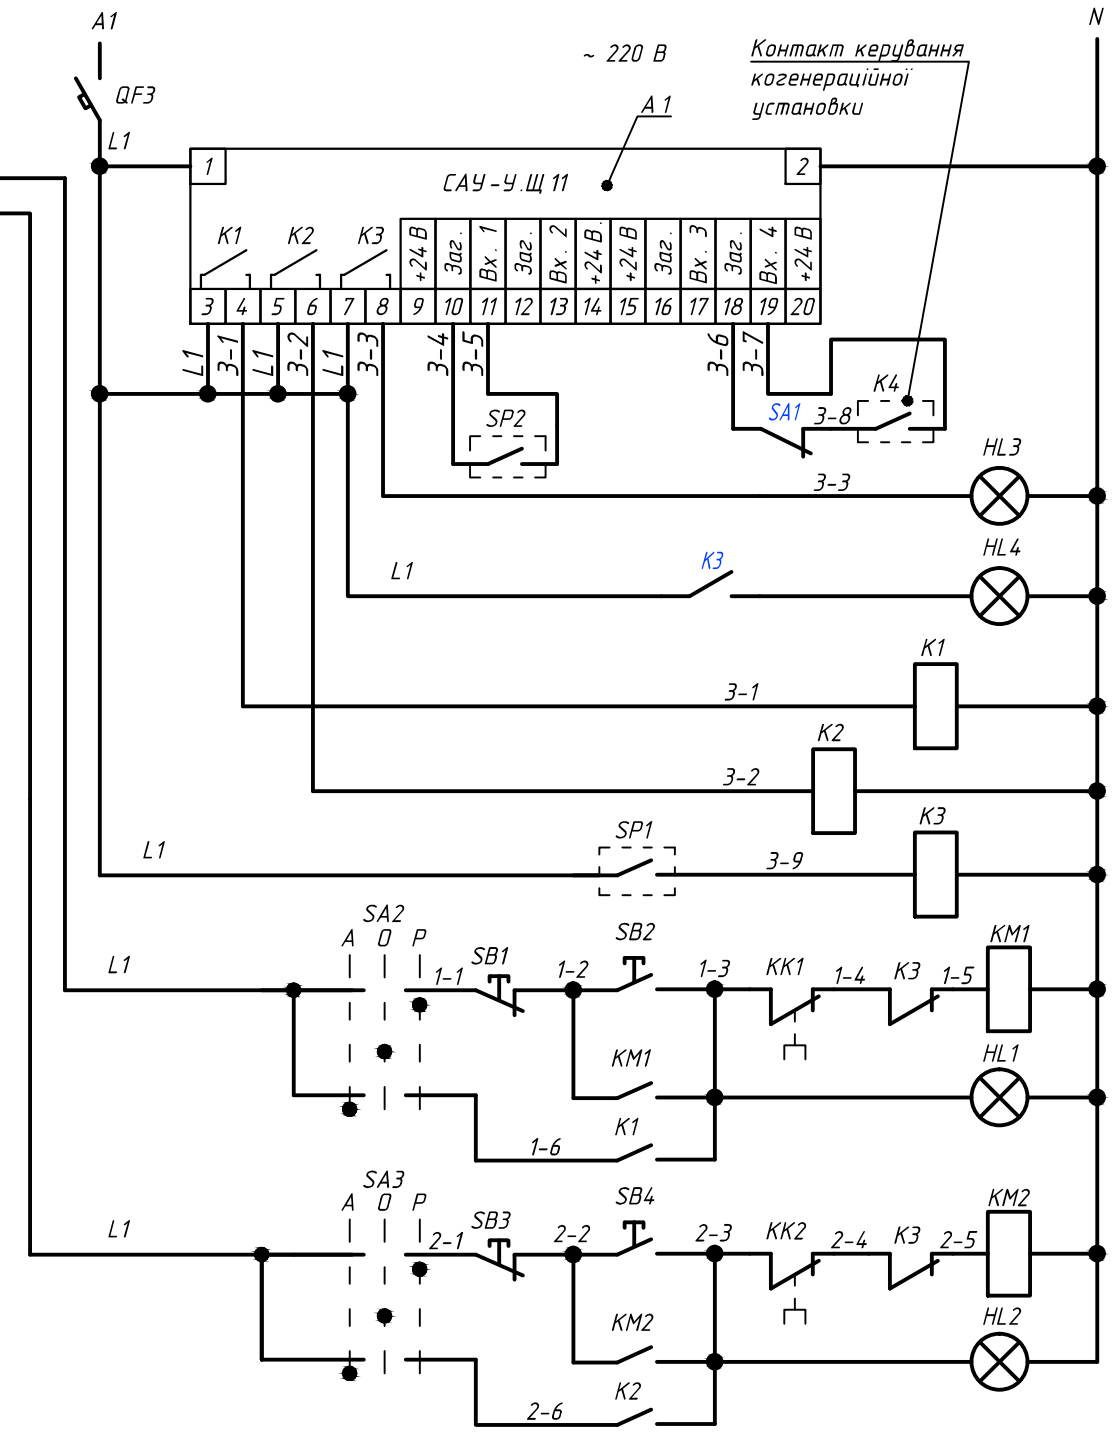 A1
N
~ 220 В
Контакт керування
когенераційної
установки
QF3
A1
L1
1
САУ-У.Щ 11
2
K1
K2
K3
+24 В
Заг.
Вх. 1
Заг.
Вх. 2
+24 В.
+24 В
Заг.
Вх. 3
Заг.
Вх. 4
+24 В
3
4
5
6
7
8
9
10
11
12
13
14
15
16
17
18
19
20
L1
3-1
L1
3-2
L1
3-3
3-4
3-5
3-6
3-7
K4
SA1
3-8
SP2
HL3
3-3
HL4
K3
L1
K1
3-1
K2
3-2
K3
SP1
L1
3-9
SA2
A
O
P
L1
1-1
SB1
1-2
SB2
1-3
KK1
1-4
K3
1-5
KM1
KM1
HL1
K1
1-6
SA3
A
O
P
L1
2-1
SB3
2-2
SB4
2-3
KK2
2-4
K3
2-5
KM2
KM2
HL2
K2
2-6